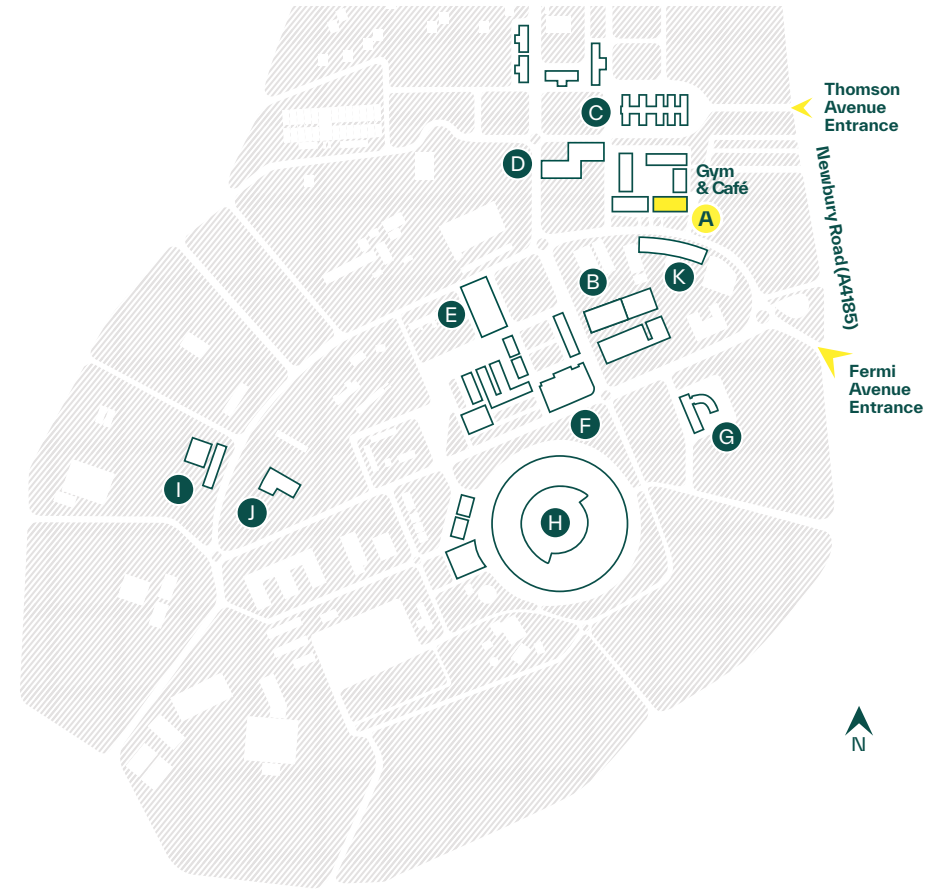 Thomson
Avenue
Entrance
C
Newbury Road (A4185)
D
Gym
& Café
A
K
B
E
Fermi
Avenue
Entrance
F
G
I
J
H
N